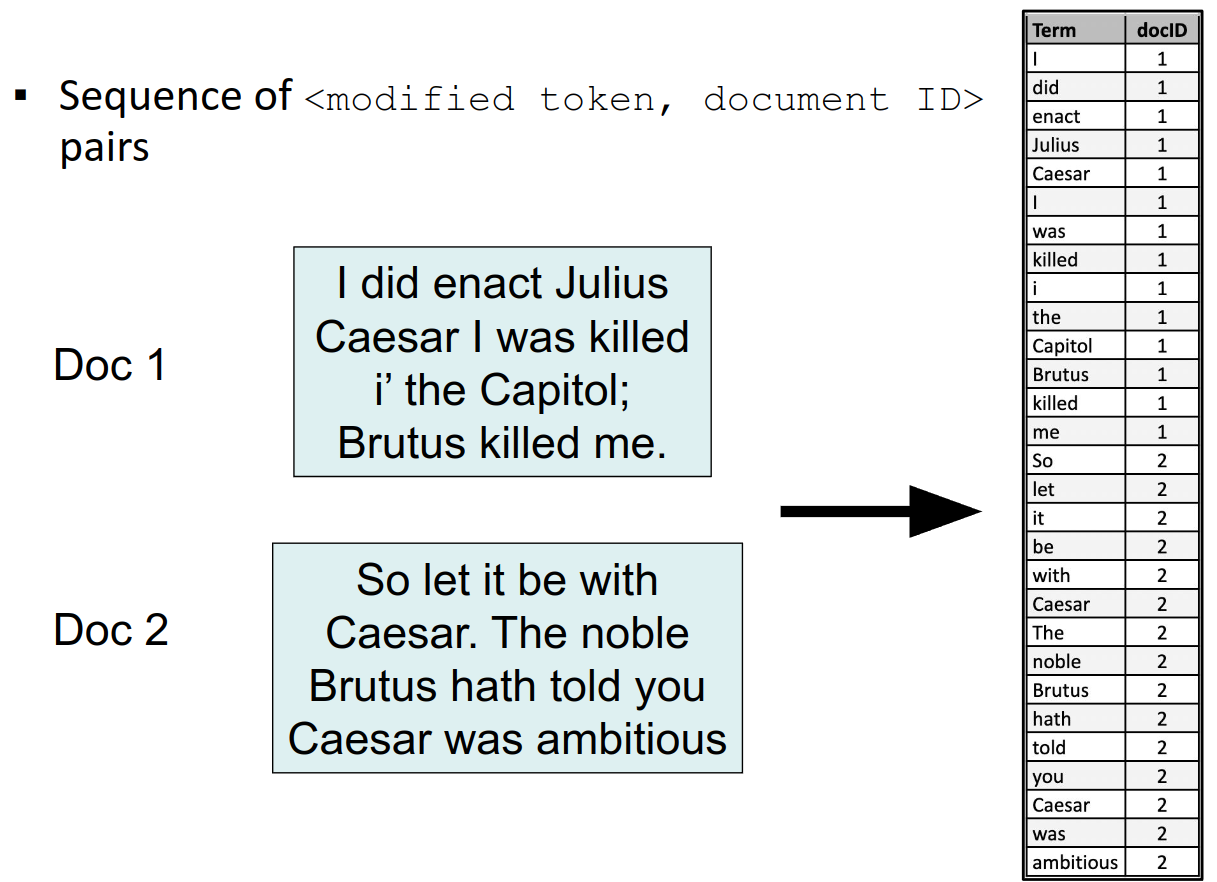 ▪ Sequence of <modified token, document ID>
pairs
Doc 1
I did enact Julius
Caesar I was killed
i’ the Capitol;
Brutus killed me.
Doc 2
So let it be with
Caesar. The noble
Brutus hath told you
Caesar was ambitious
Term docID
I 1
did 1
enact 1
Julius 1
Caesar 1
I 1
was 1
killed 1
i 1
the 1
Capitol 1
Brutus 1
killed 1
me 1
So 2
let 2
it 2
be 2
with 2
Caesar 2
The 2
noble 2
Brutus 2
hath 2
told 2
you 2
Caesar 2
was 2
ambitious 2